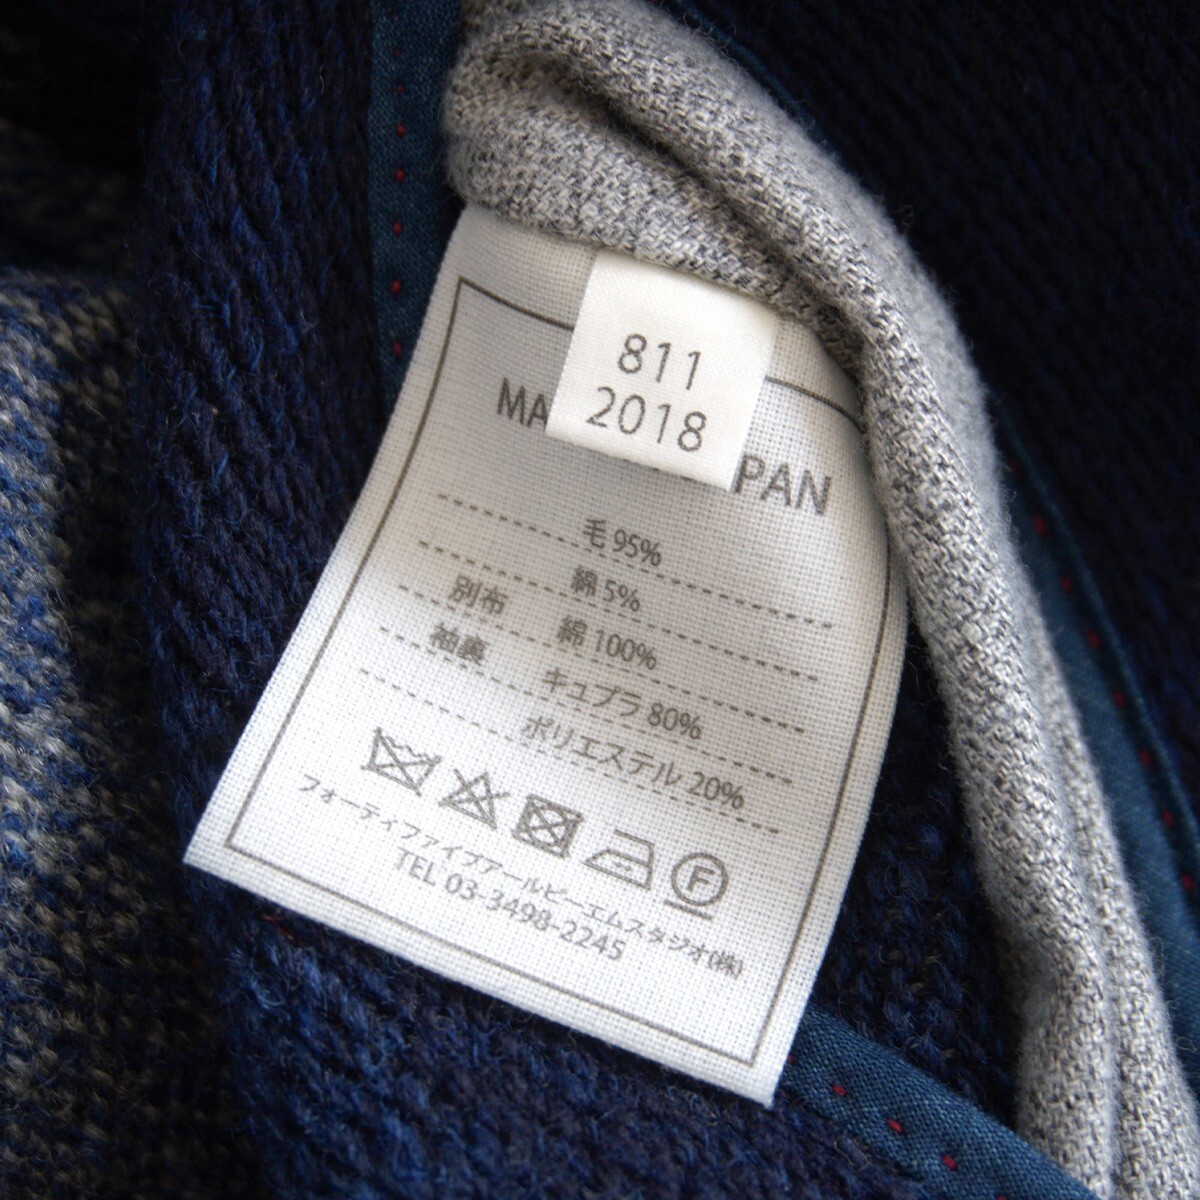 811
2018
MA PAN
毛 95%
綿 5%
別布 綿 100%
袖裏 キュプラ 80%
ポリエステル 20%
F
フォーティファイブアールピーエムスタジオ(株)
TEL 03-3498-2245